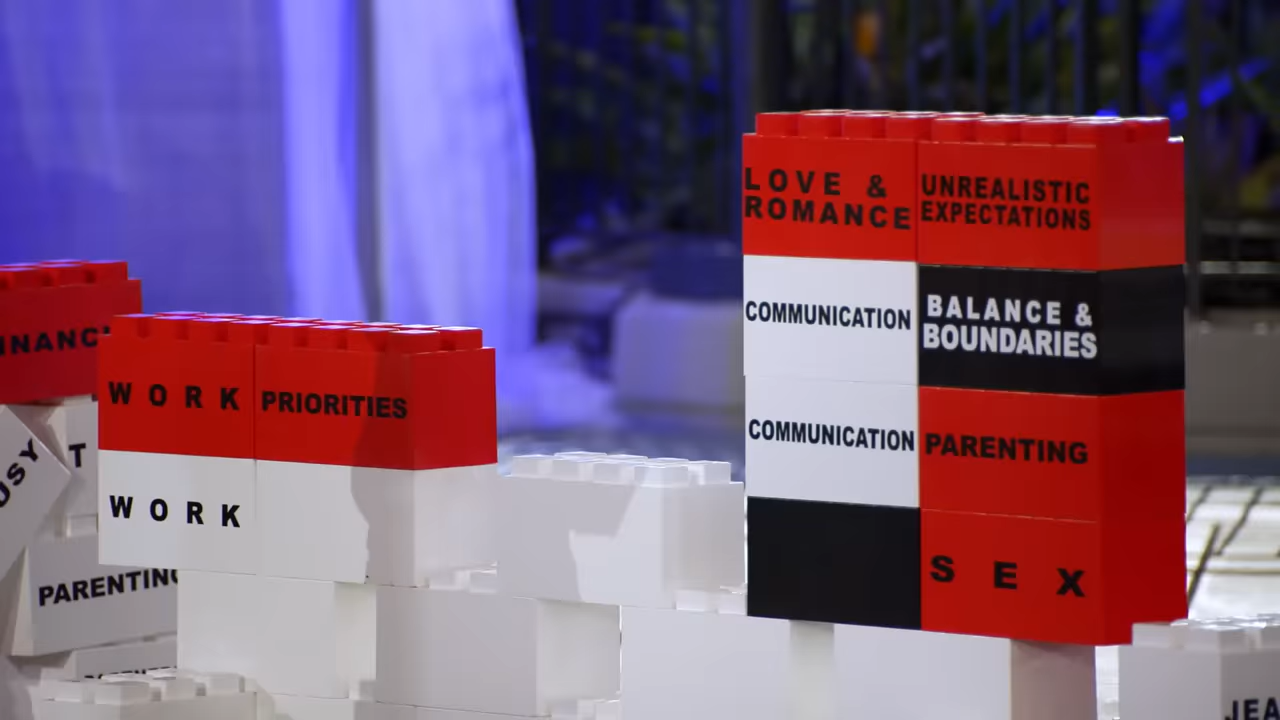 LOVE &
ROMANCE
UNREALISTIC
EXPECTATIONS
COMMUNICATION
BALANCE &
BOUNDARIES
COMMUNICATION
PARENTING
SEX
WORK
PRIORITIES
WORK
PARENTING